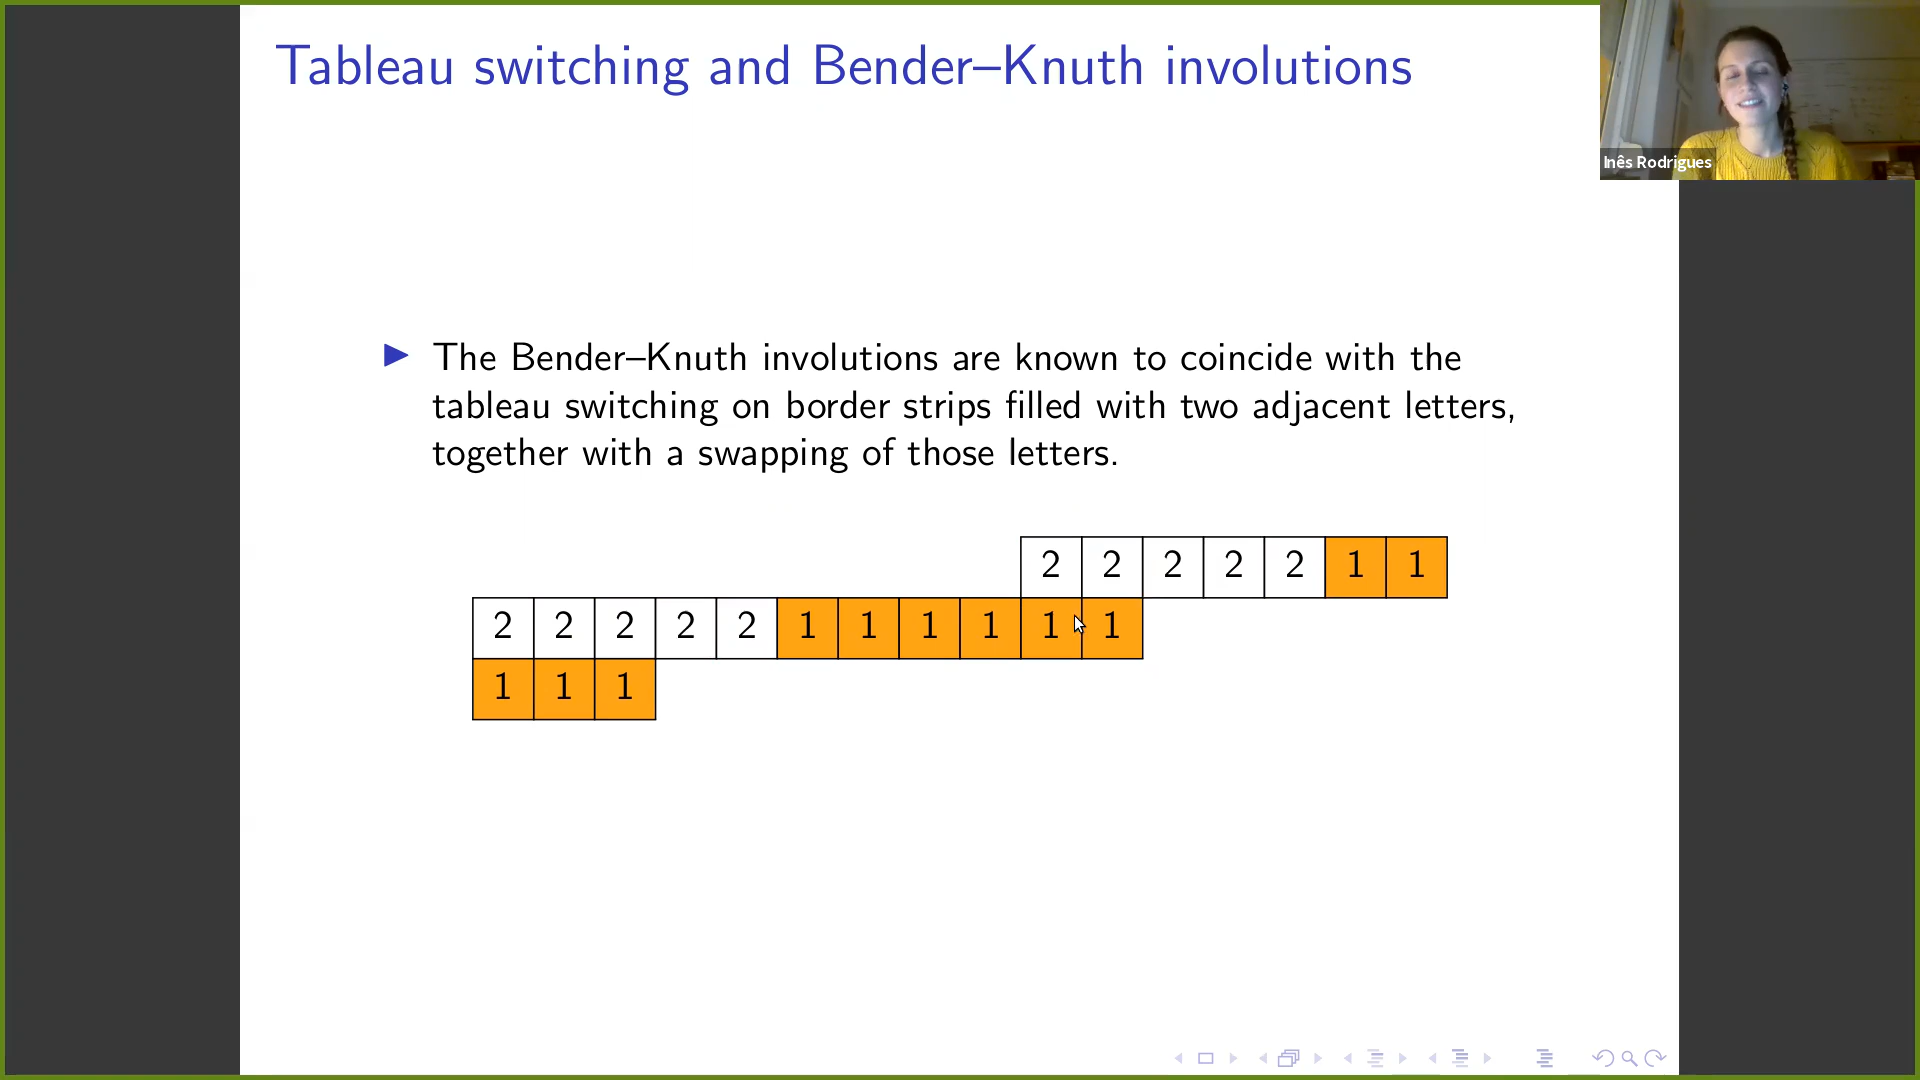 Tableau switching and Bender–Knuth involutions
Inês Rodrigues
The Bender–Knuth involutions are known to coincide with the
tableau switching on border strips filled with two adjacent letters,
together with a swapping of those letters.
2 2 2 2 2 1 1
2 2 2 2 2 1 1 1 1 1 1
1 1 1